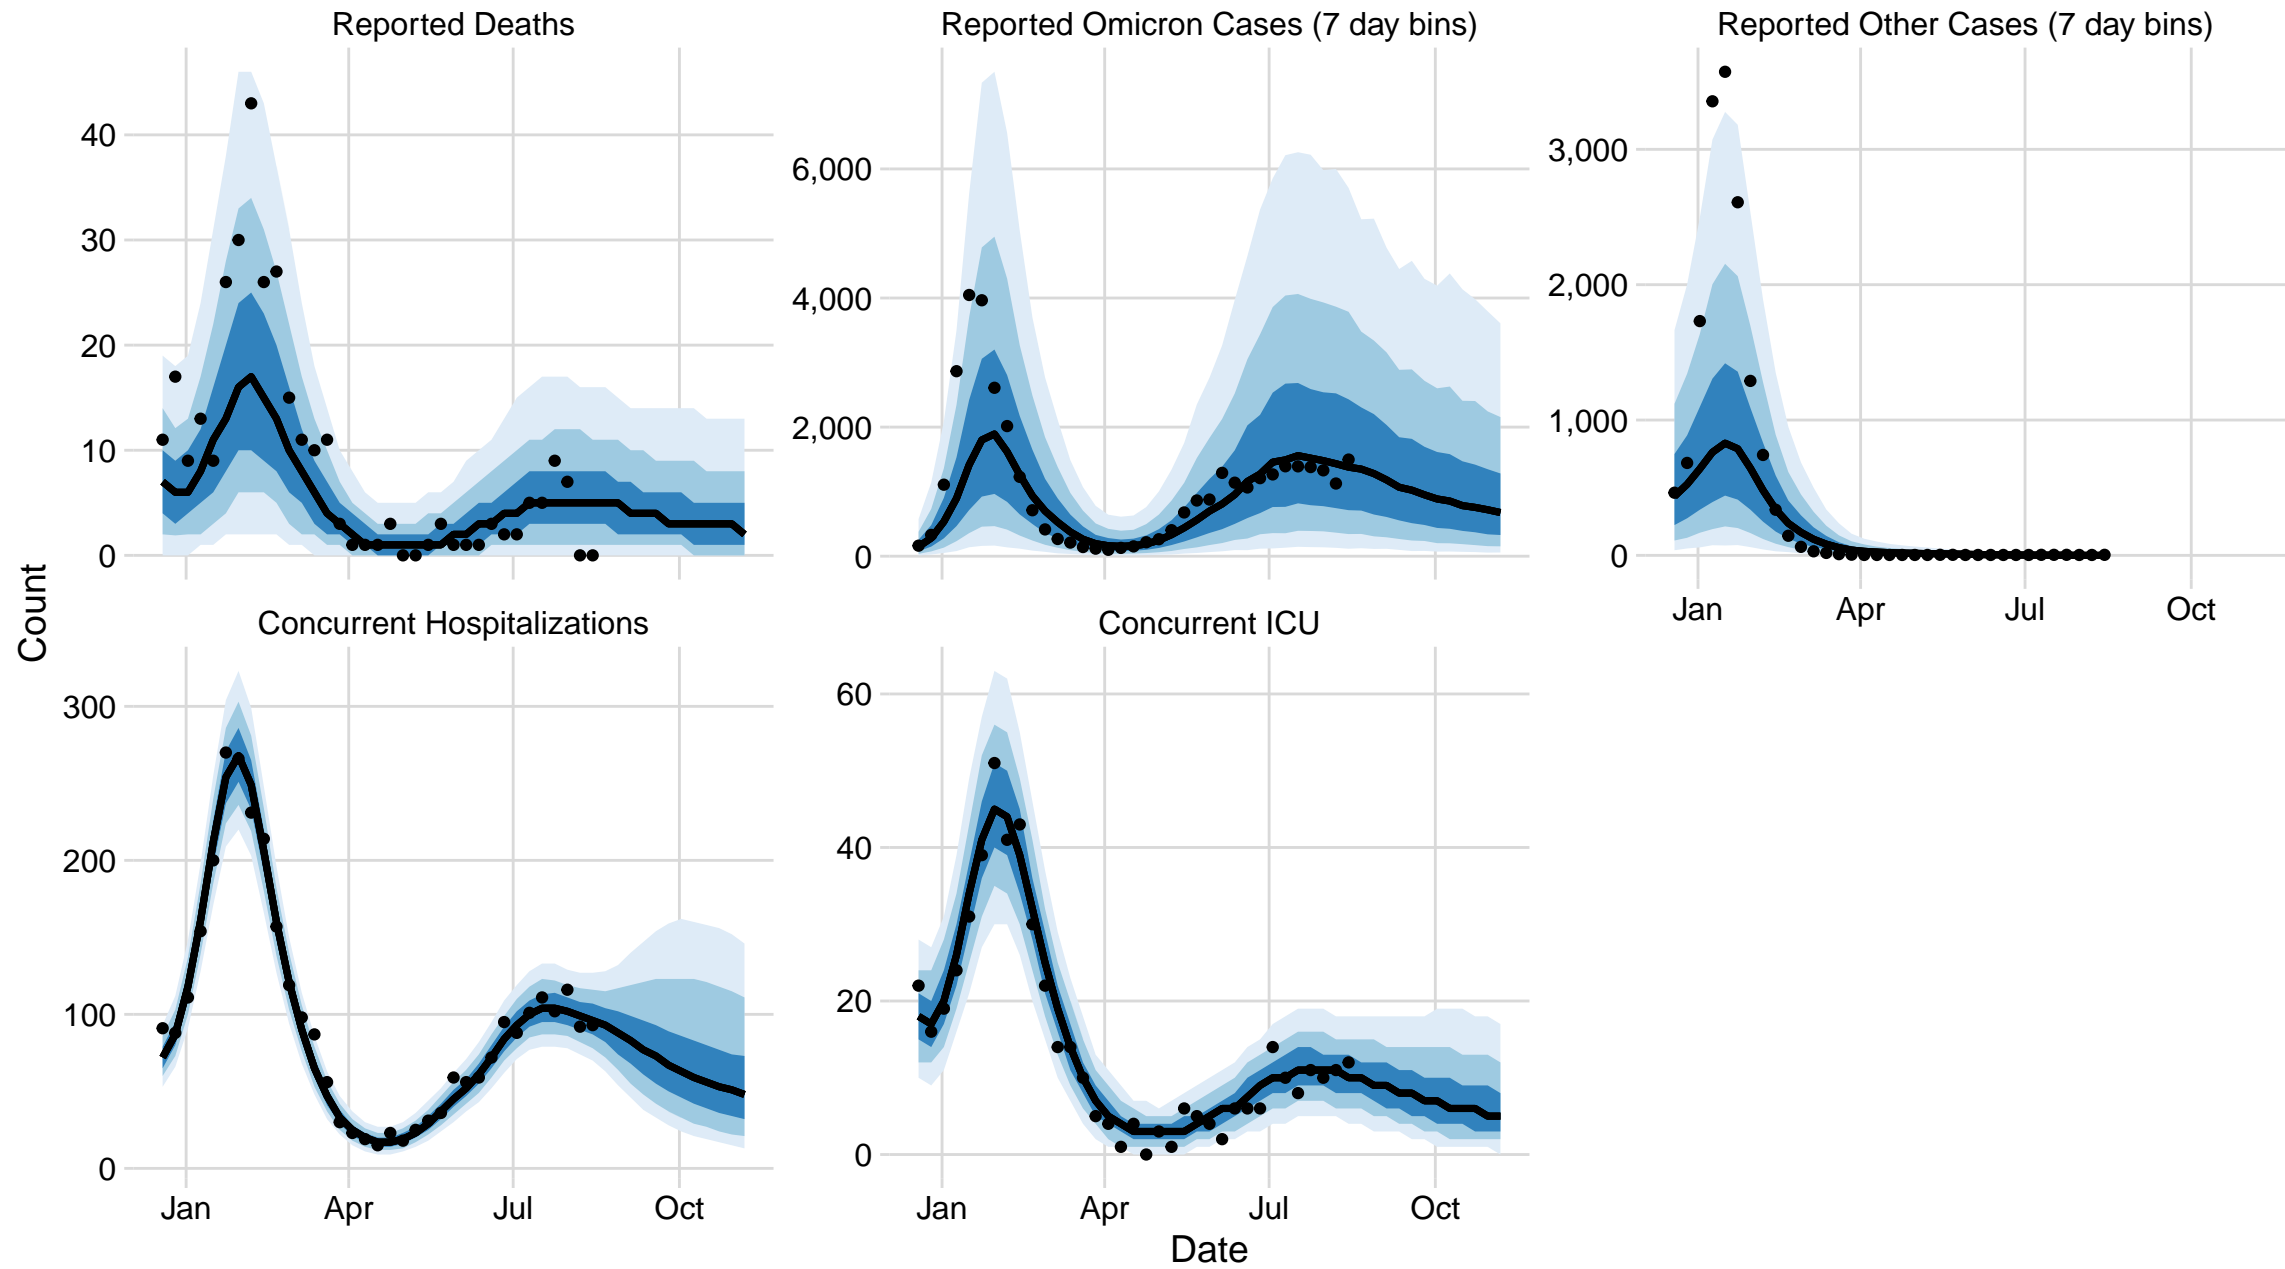 Reported Deaths
Reported Omicron Cases (7 day bins)
Reported Other Cases (7 day bins)
40
30
20
10
0
6,000
4,000
2,000
0
3,000
2,000
1,000
0
Jan Apr Jul Oct
Count
Concurrent Hospitalizations
Concurrent ICU
300
200
100
0
60
40
20
0
Jan Apr Jul Oct
Jan Apr Jul Oct
Date